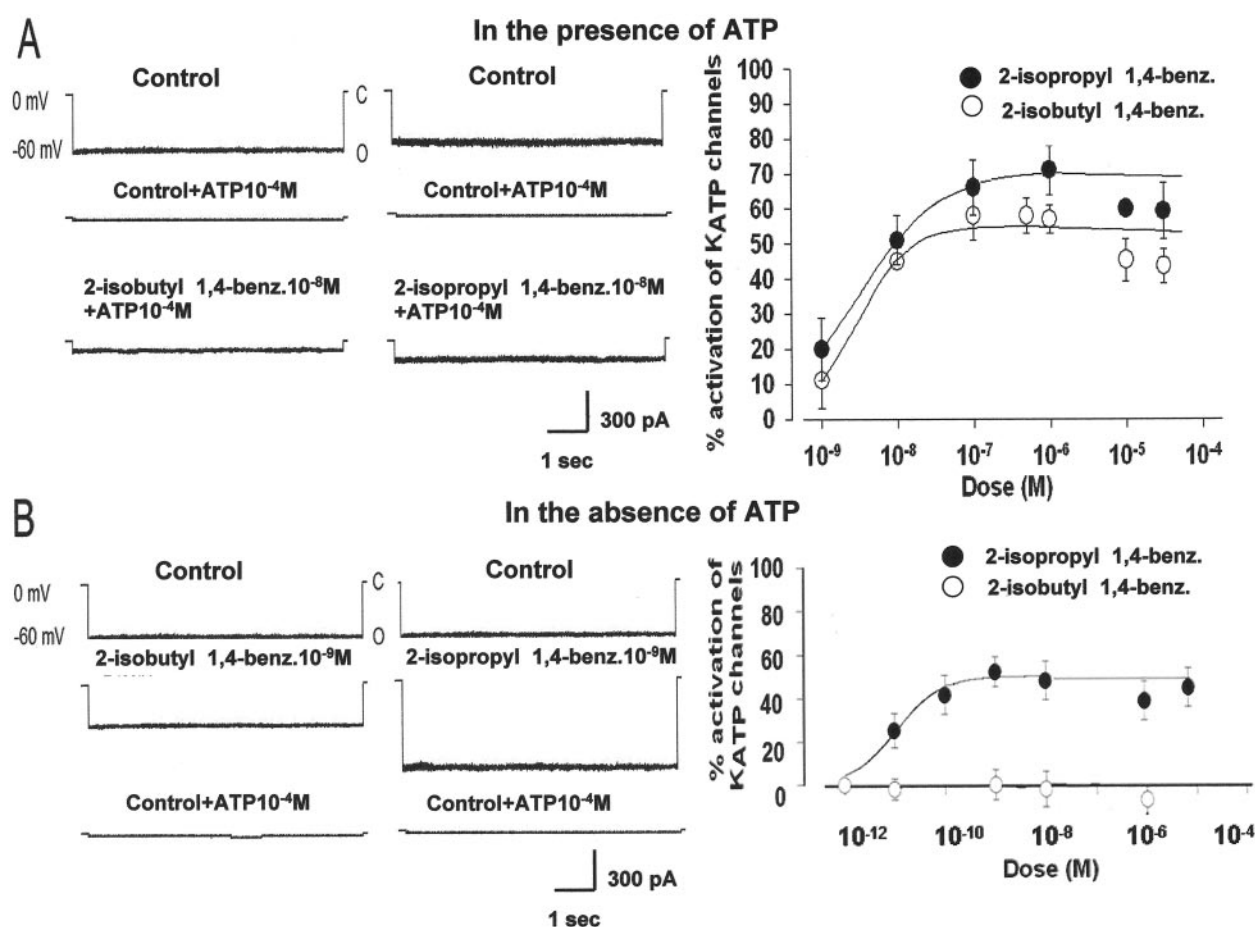 A
In the presence of ATP
Control
Control
0 mV
-60 mV
C
O
Control+ATP10⁻⁴M
Control+ATP10⁻⁴M
2-isobutyl 1,4-benz.10⁻⁸M
+ATP10⁻⁴M
2-isopropyl 1,4-benz.10⁻⁸M
+ATP10⁻⁴M
300 pA
1 sec
% activation of KATP channels
100
90
80
70
60
50
40
30
20
10
0
2-isopropyl 1,4-benz.
2-isobutyl 1,4-benz.
10⁻⁹ 10⁻⁸ 10⁻⁷ 10⁻⁶ 10⁻⁵ 10⁻⁴
Dose (M)
B
In the absence of ATP
Control
Control
0 mV
-60 mV
C
O
2-isobutyl 1,4-benz.10⁻⁹M
2-isopropyl 1,4-benz.10⁻⁹M
Control+ATP10⁻⁴M
Control+ATP10⁻⁴M
300 pA
1 sec
% activation of
KATP channels
100
80
60
40
20
0
2-isopropyl 1,4-benz.
2-isobutyl 1,4-benz.
10⁻¹² 10⁻¹⁰ 10⁻⁸ 10⁻⁶ 10⁻⁴
Dose (M)